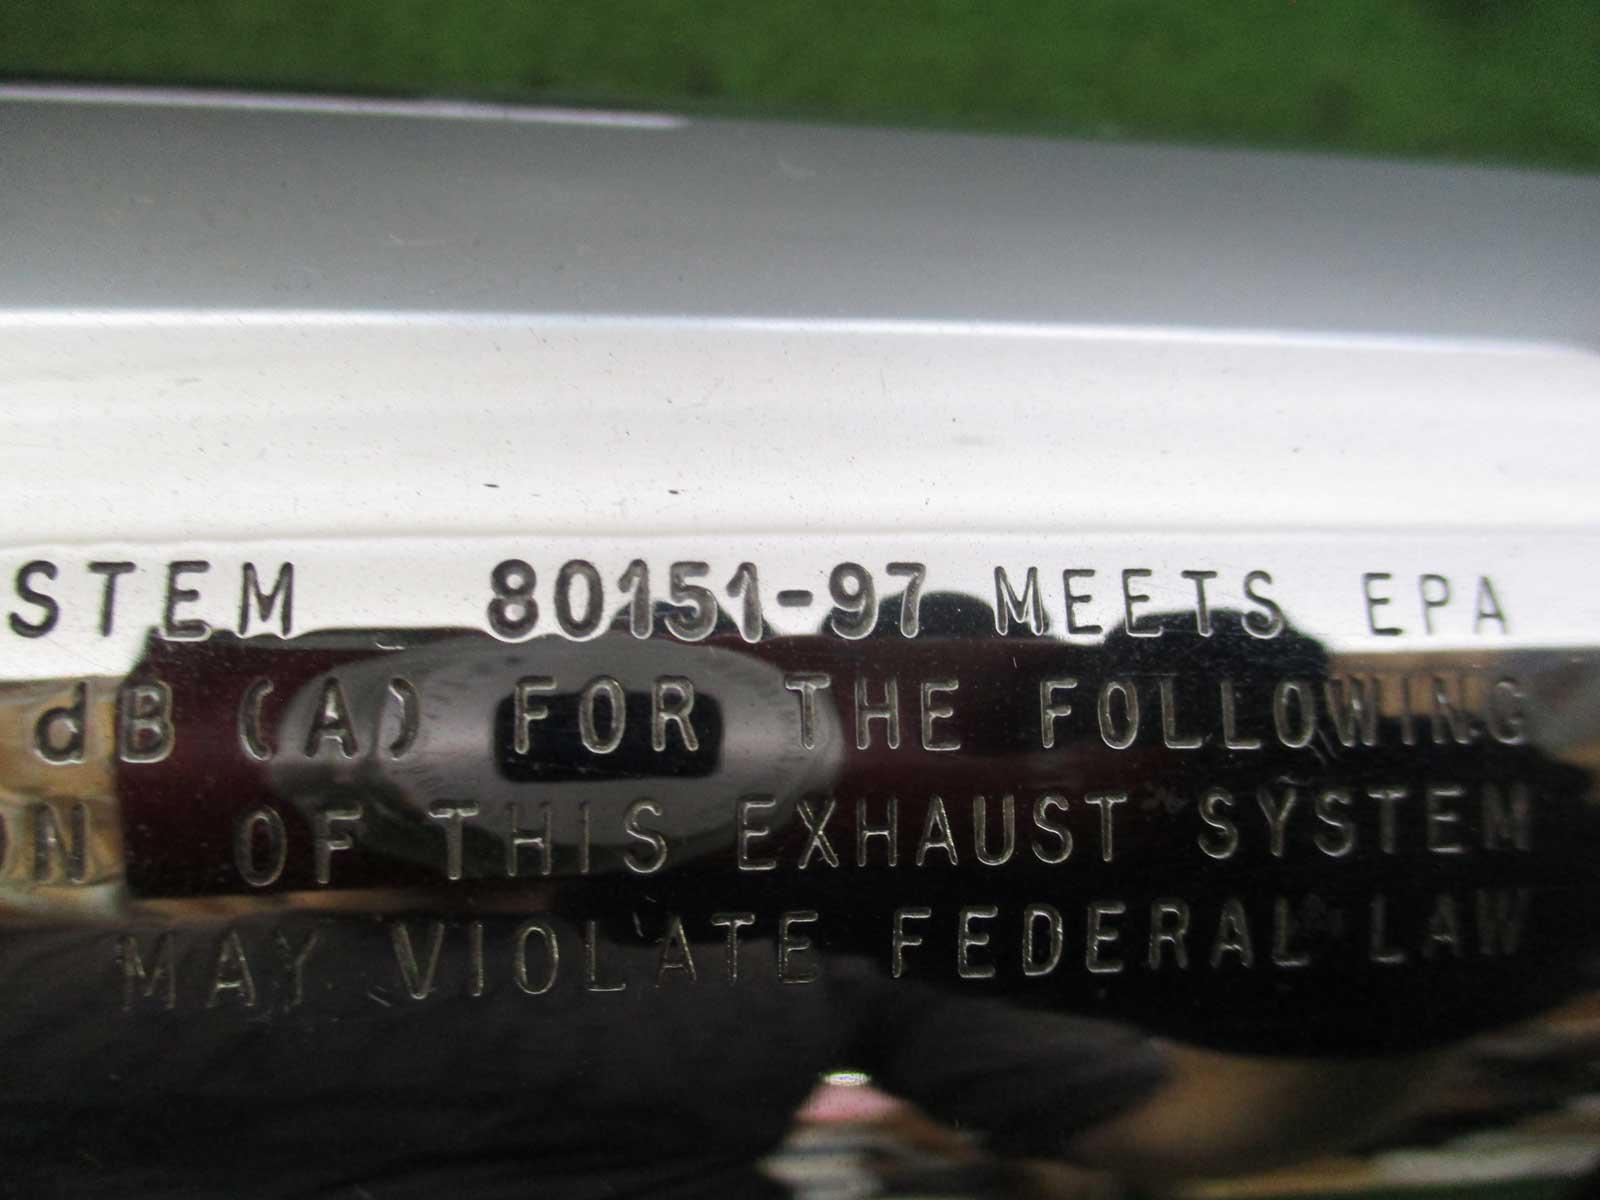 STEM 80151-97 MEETS EPA
dB (A) FOR THE FOLLOWING
ON OF THIS EXHAUST SYSTEM
MAY VIOLATE FEDERAL LAW